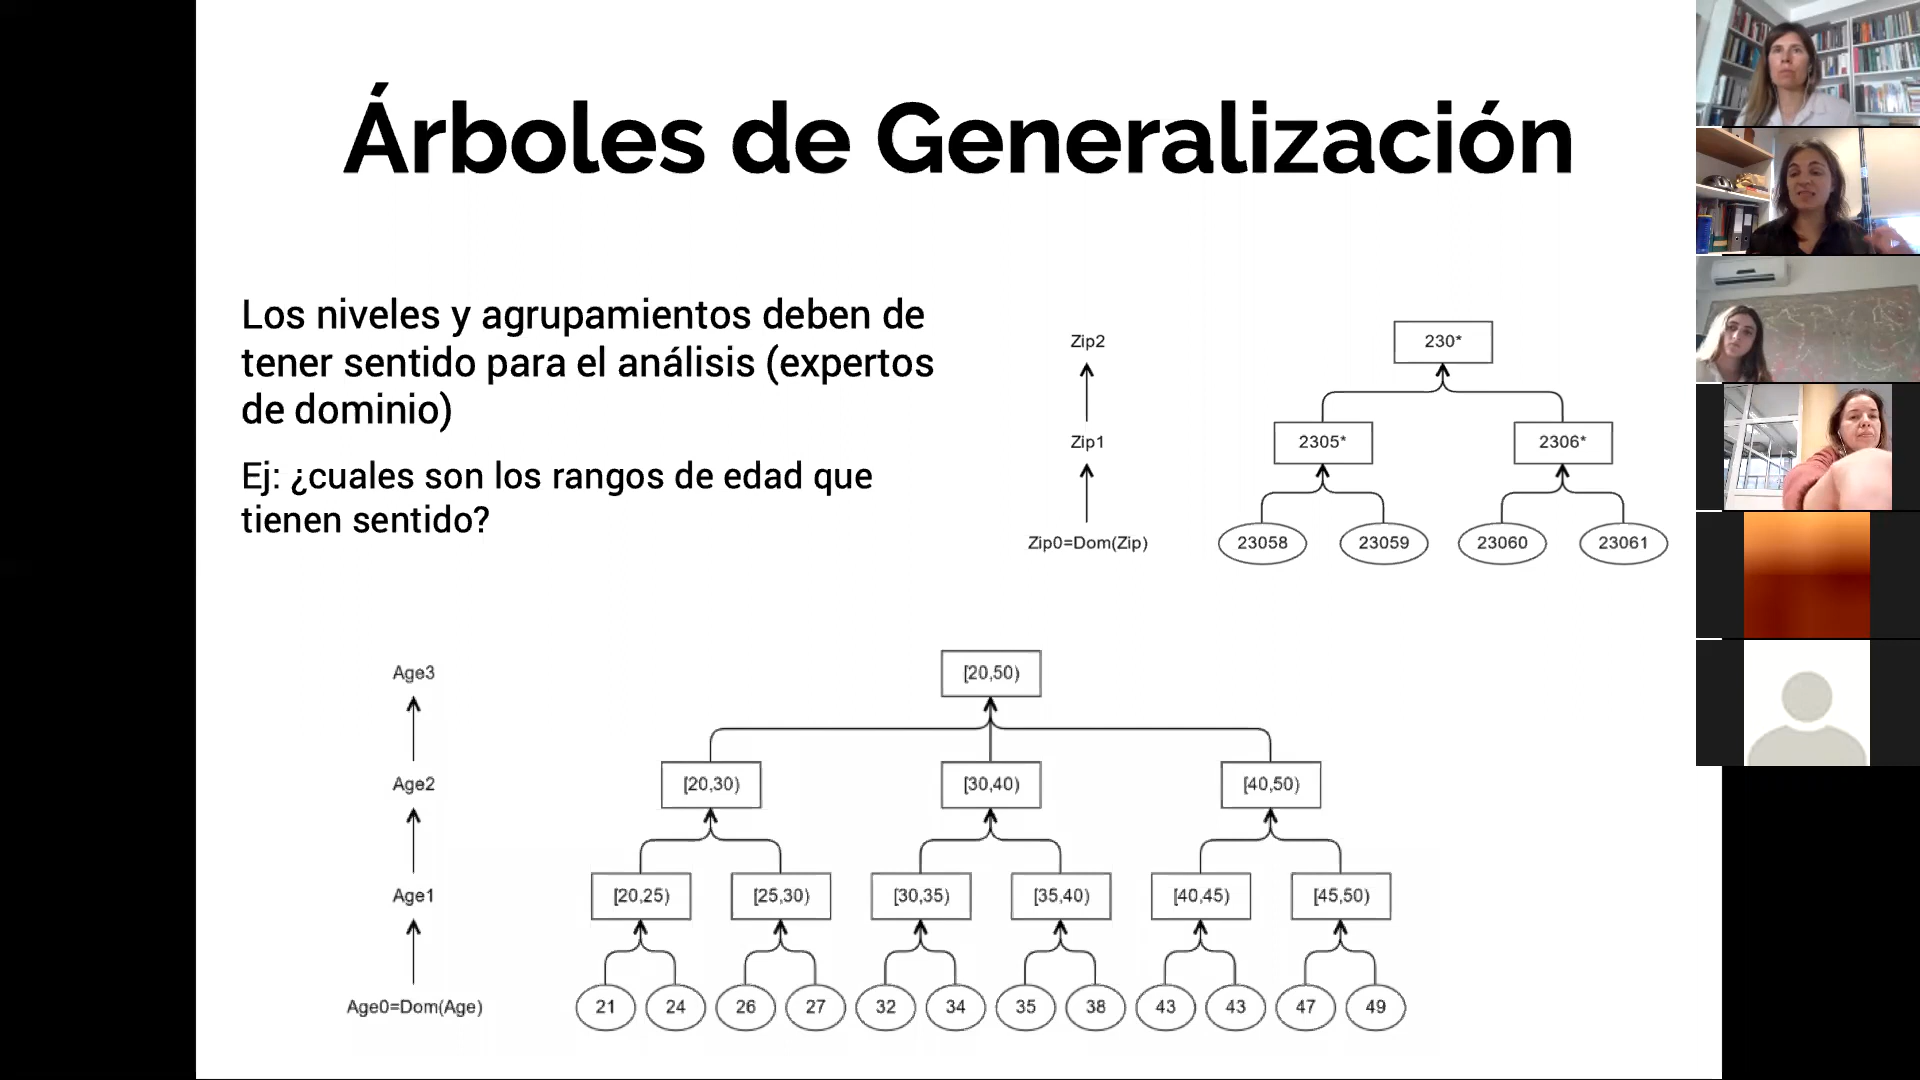 Árboles de Generalización
Los niveles y agrupamientos deben de
tener sentido para el análisis (expertos
de dominio)
Ej: ¿cuales son los rangos de edad que
tienen sentido?
Zip2
230*
Zip1
2305*
2306*
Zip0=Dom(Zip)
23058
23059
23060
23061
Age3
[20,50)
Age2
[20,30)
[30,40)
[40,50)
Age1
[20,25)
[25,30)
[30,35)
[35,40)
[40,45)
[45,50)
Age0=Dom(Age)
21
24
26
27
32
34
35
38
43
43
47
49